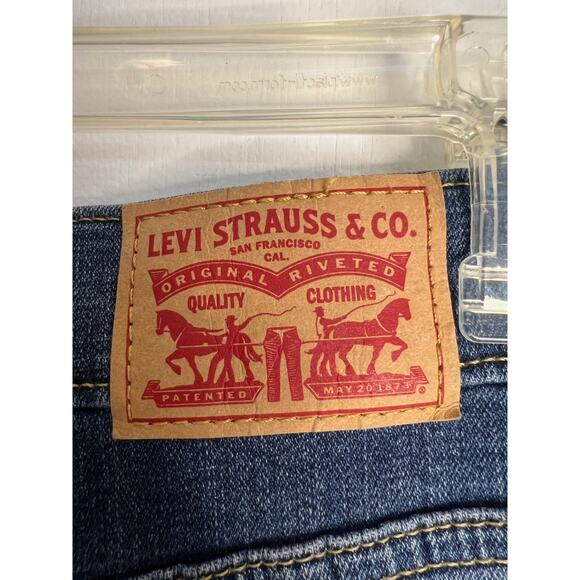 LEVI STRAUSS & CO.
SAN FRANCISCO
CAL.
ORIGINAL RIVETED
QUALITY CLOTHING
PATENTED MAY 20 1873 ®